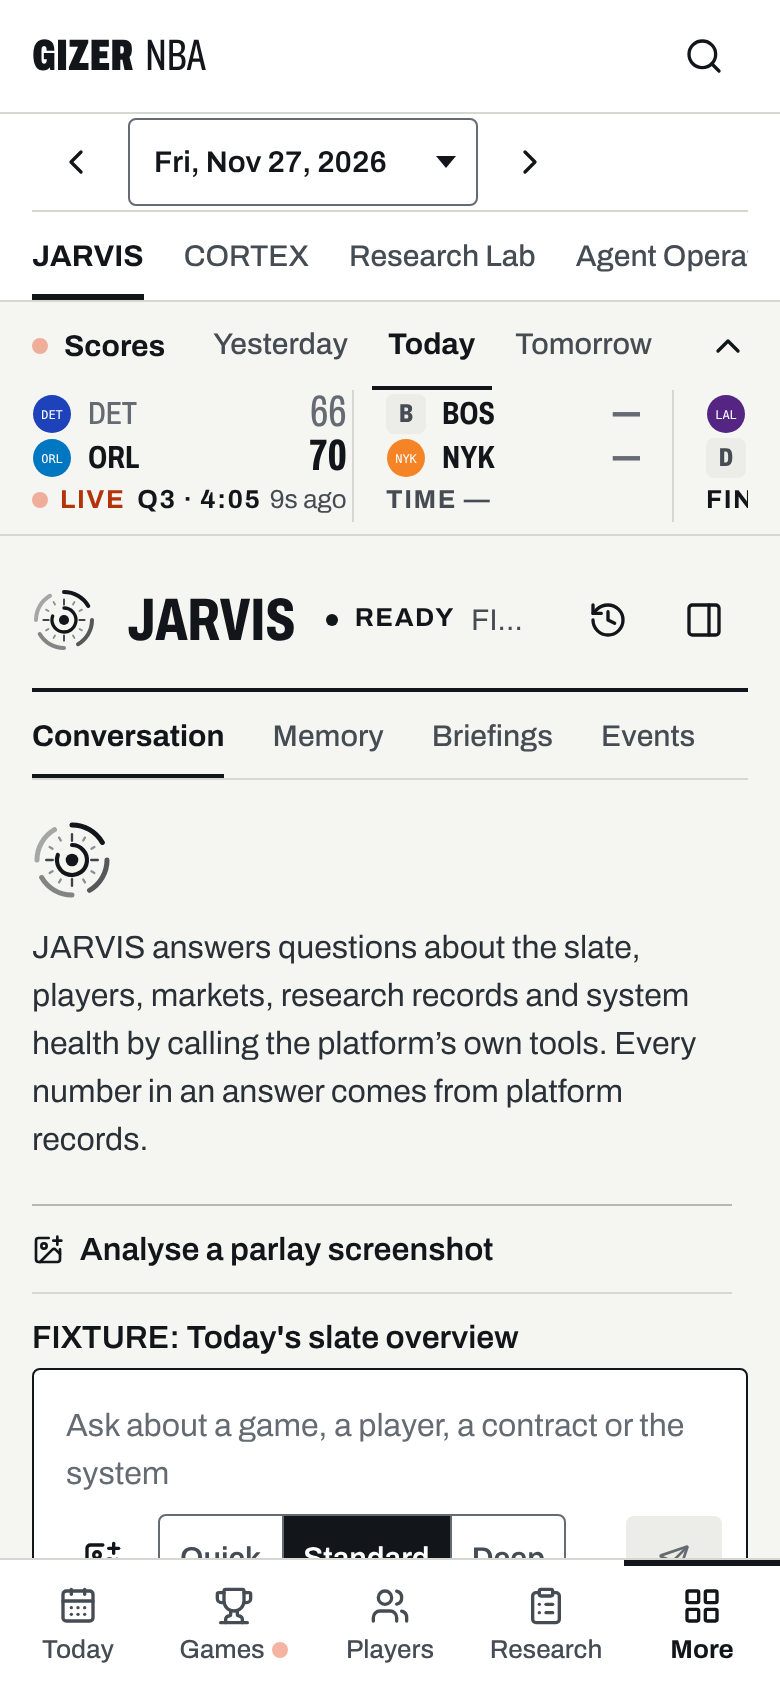 GIZER NBA
Fri, Nov 27, 2026
JARVIS CORTEX Research Lab Agent Opera
Scores Yesterday Today Tomorrow
DET DET 66
ORL ORL 70
LIVE Q3 · 4:05 9s ago
B BOS —
NYK NYK —
TIME —
LAL
D
FIN
JARVIS • READY FI...
Conversation Memory Briefings Events
JARVIS answers questions about the slate,
players, markets, research records and system
health by calling the platform’s own tools. Every
number in an answer comes from platform
records.
Analyse a parlay screenshot
FIXTURE: Today's slate overview
Ask about a game, a player, a contract or the
system
Quick Standard Deep
Today Games Players Research More